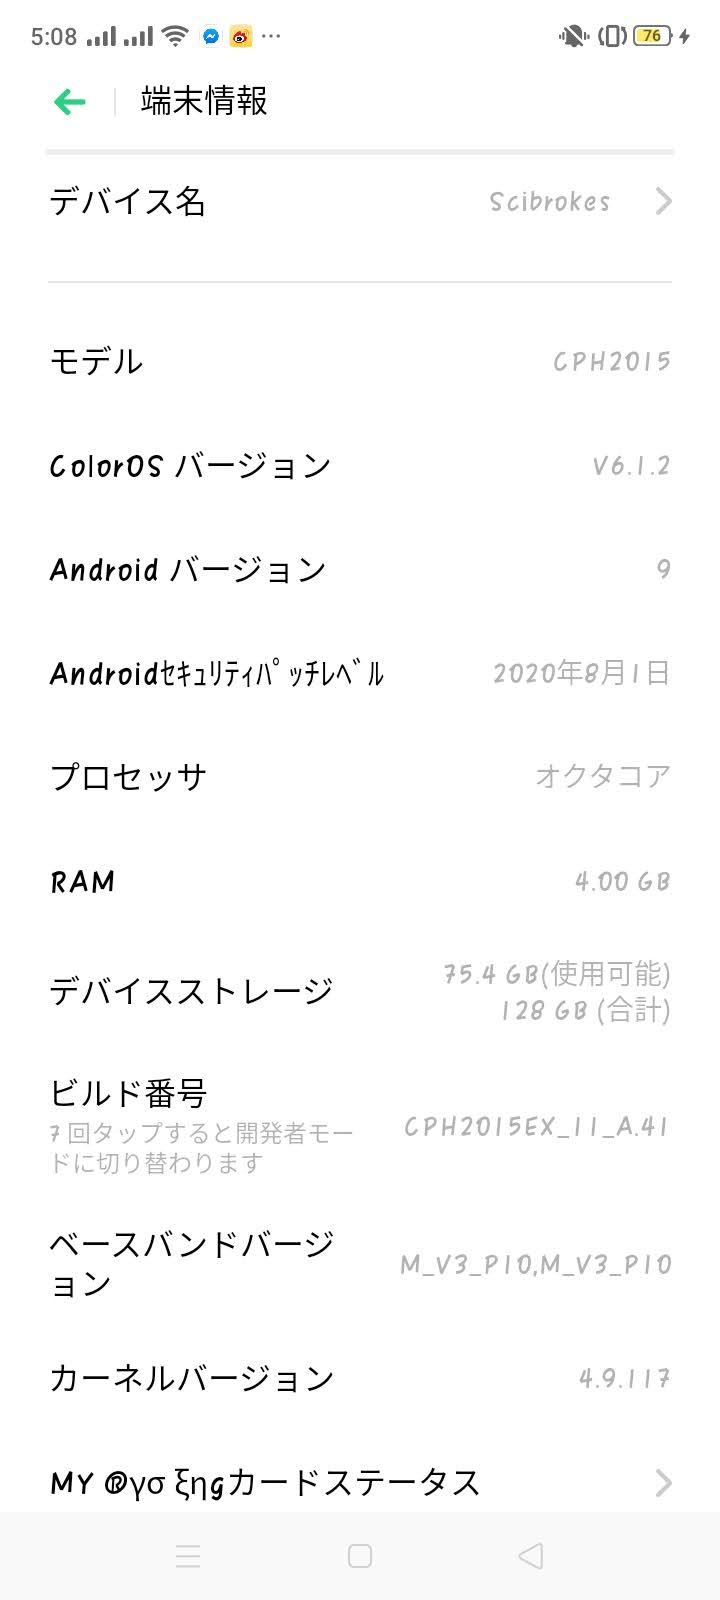 5:08 76
端末情報
デバイス名 Scibrokes
モデル CPH2015
ColorOS バージョン V6.1.2
Android バージョン 9
Androidｾｷｭﾘﾃｨﾊﾟｯﾁﾚﾍﾞﾙ 2020年8月1日
プロセッサ オクタコア
RAM 4.00 GB
デバイスストレージ 75.4 GB(使用可能)
128 GB (合計)
ビルド番号
7 回タップすると開発者モー
ドに切り替わります
CPH2015EX_11_A.41
ベースバンドバージ
ョン
M_V3_P10,M_V3_P10
カーネルバージョン 4.9.117
MY ®γσ ξηgカードステータス